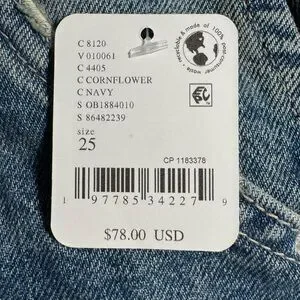 C 8120
V 010061
C 4405
C CORNFLOWER
C NAVY
S OB1884010
S 86482239
size
25
recyclable & made of 100% post consumer waste
CP 1183378
1 97785 34227 9
$78.00 USD